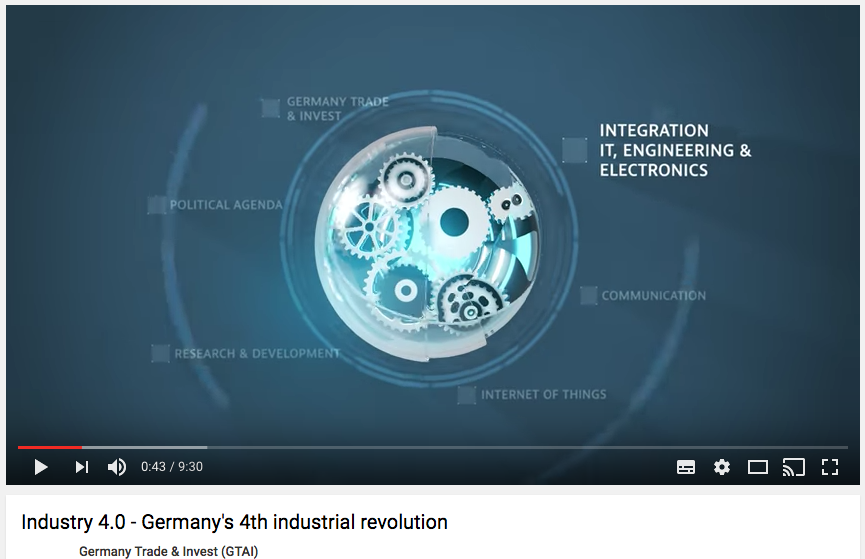 GERMANY TRADE
& INVEST
INTEGRATION
IT, ENGINEERING &
ELECTRONICS
POLITICAL AGENDA
COMMUNICATION
RESEARCH & DEVELOPMENT
INTERNET OF THINGS
0:43 / 9:30
Industry 4.0 - Germany's 4th industrial revolution
Germany Trade & Invest (GTAI)